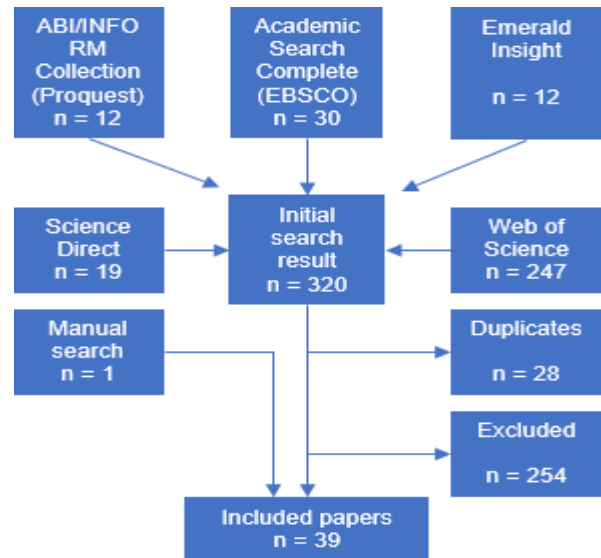 ABI/INFO
RM
Collection
(Proquest)
n = 12
Academic
Search
Complete
(EBSCO)
n = 30
Emerald
Insight
n = 12
Science
Direct
n = 19
Initial
search
result
n = 320
Web of
Science
n = 247
Manual
search
n = 1
Duplicates
n = 28
Excluded
n = 254
Included papers
n = 39